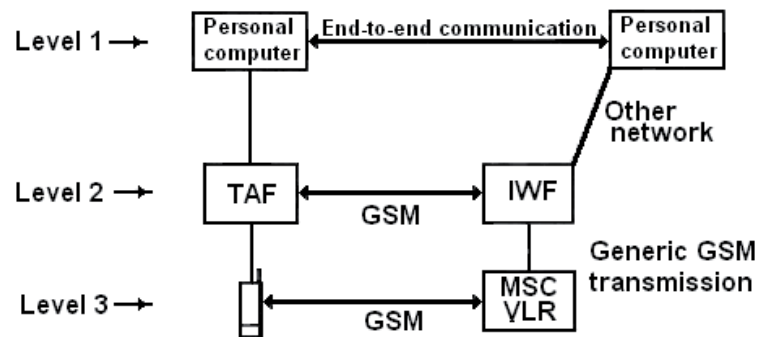 Level 1
Personal
computer
End-to-end communication
Personal
computer
Other
network
Level 2
TAF
GSM
IWF
Generic GSM
transmission
Level 3
GSM
MSC
VLR